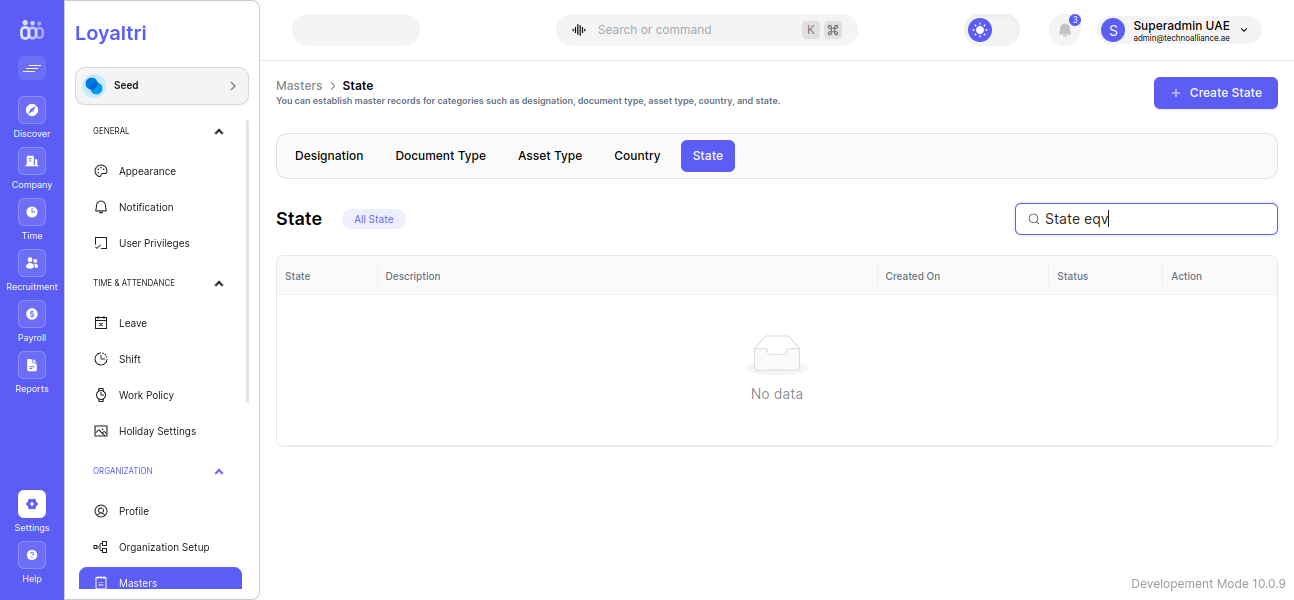 Loyaltri
Search or command
K ⌘
3
S
Superadmin UAE
admin@technoalliance.ae
Discover
Company
Time
Recruitment
Payroll
Reports
Settings
Help
Seed
GENERAL
Appearance
Notification
User Privileges
TIME & ATTENDANCE
Leave
Shift
Work Policy
Holiday Settings
ORGANIZATION
Profile
Organization Setup
Masters
Masters > State
You can establish master records for categories such as designation, document type, asset type, country, and state.
+ Create State
Designation Document Type Asset Type Country State
State All State
State eqv
State Description Created On Status Action
No data
Developement Mode 10.0.9